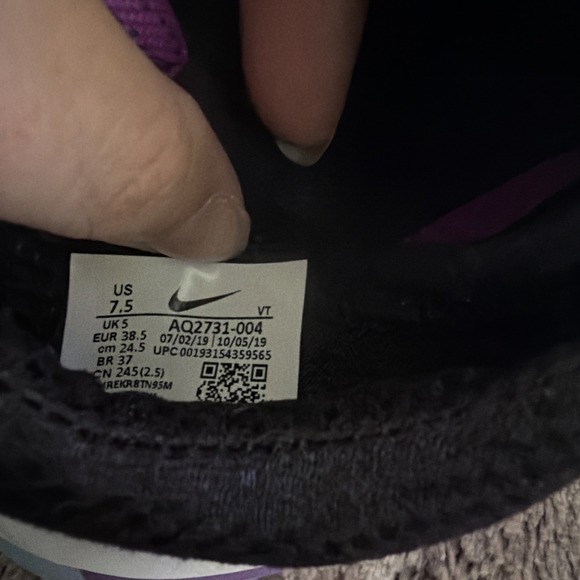 US
7.5 VT
UK 5 AQ2731-004
EUR 38.5 07/02/19 | 10/05/19
cm 24.5 UPC 00193154359565
BR 37
CN 245(2.5)